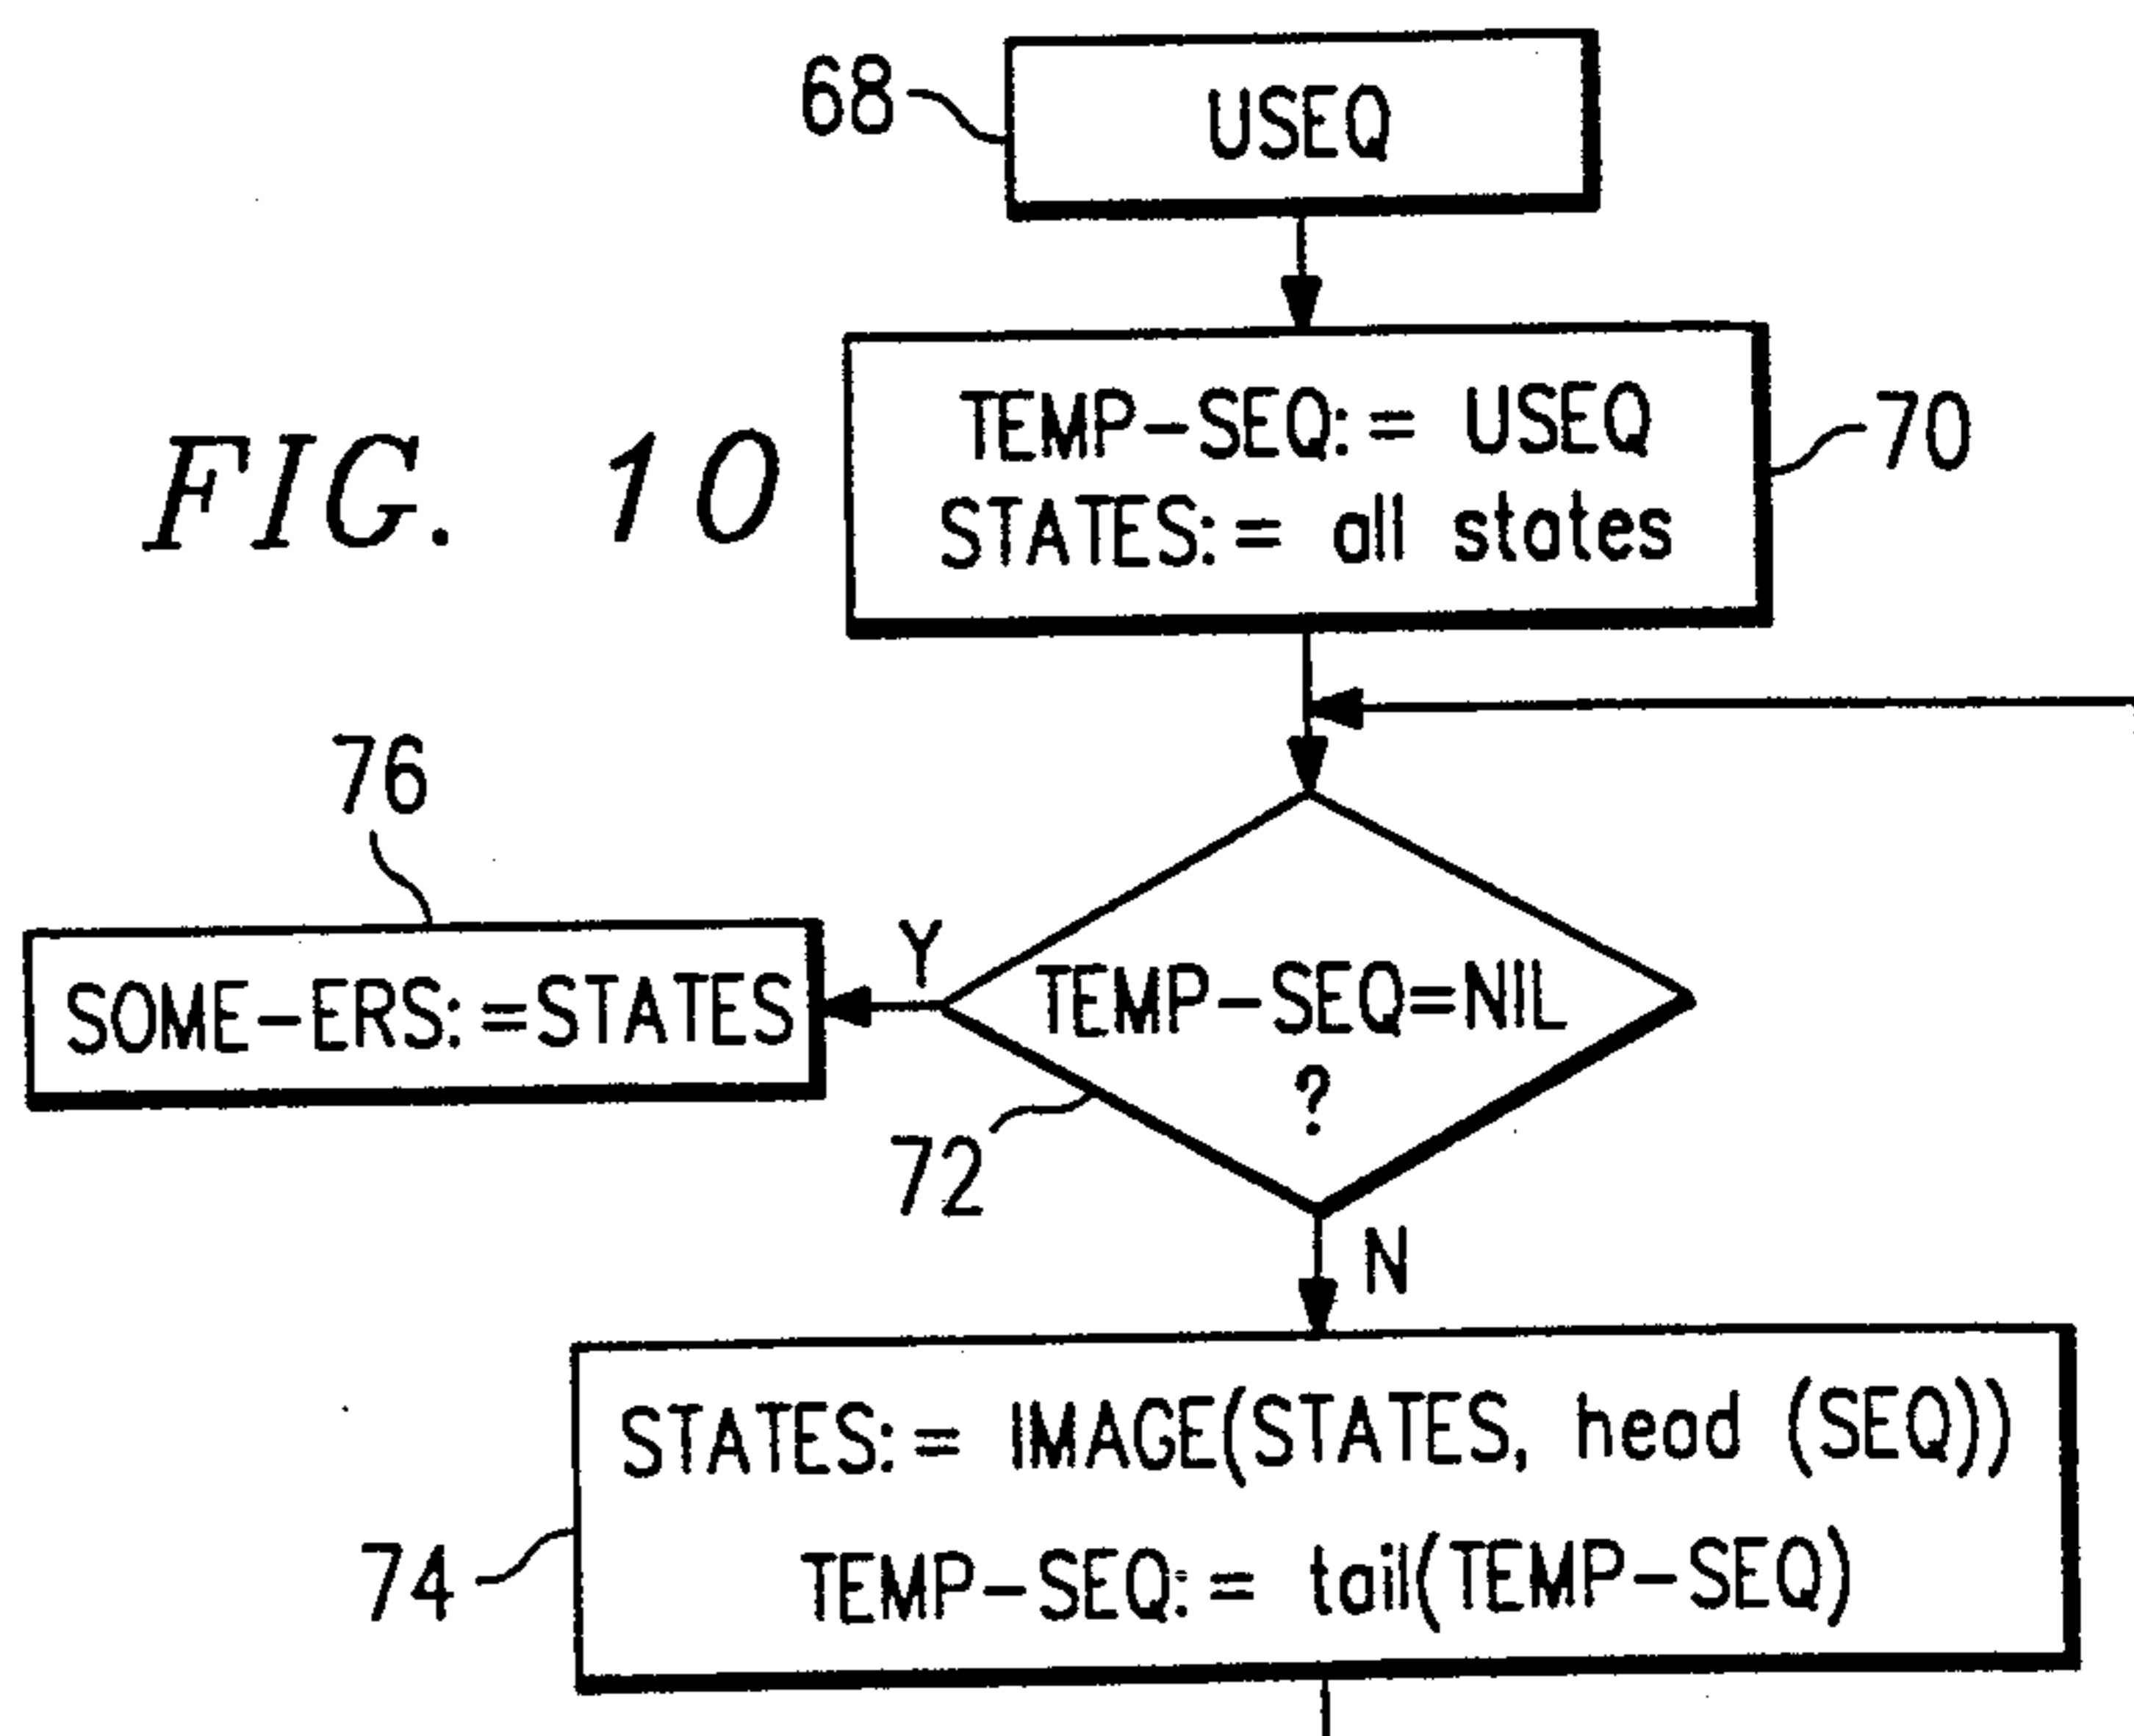 68
USEQ
FIG. 10
TEMP-SEQ:= USEQ
STATES:= all states
70
76
SOME-ERS:=STATES
Y
TEMP-SEQ=NIL
?
72
N
STATES:= IMAGE(STATES, head (SEQ))
TEMP-SEQ:= tail(TEMP-SEQ)
74